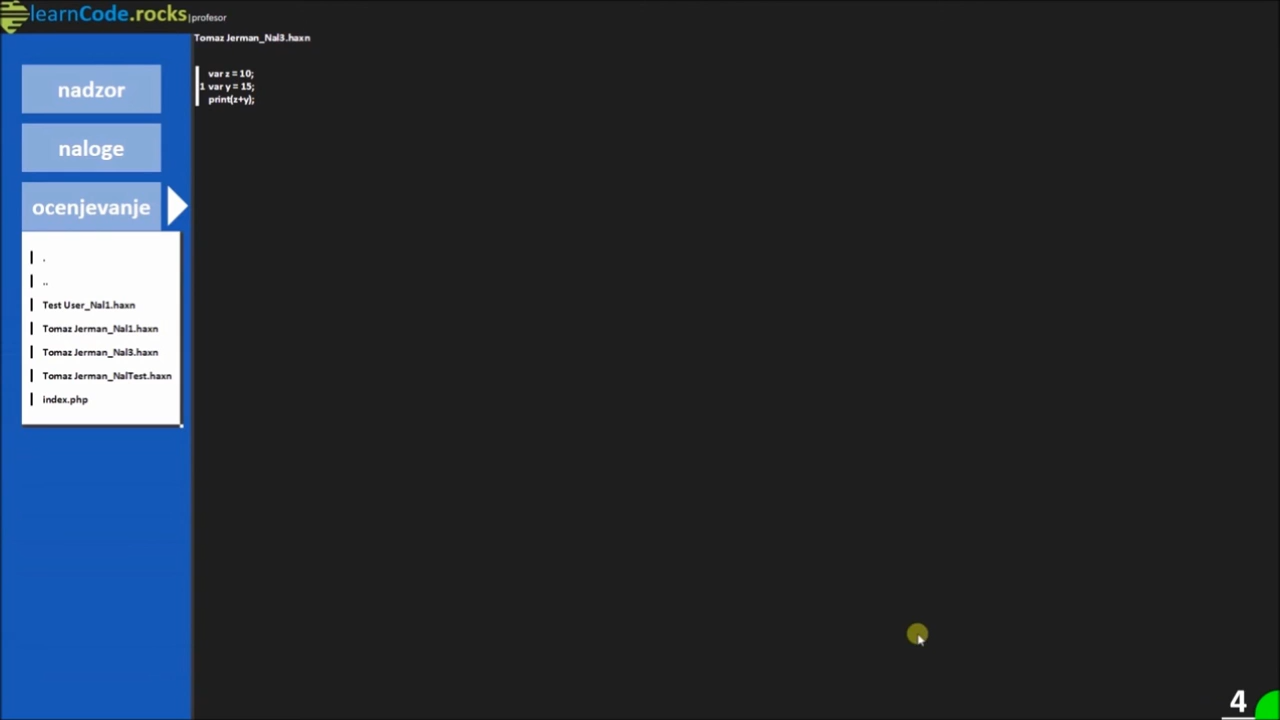 learnCode.rocks|profesor
Tomaz Jerman_Nal3.haxn
var z = 10;
1 var y = 15;
print(z+y);
nadzor
naloge
ocenjevanje
.
..
Test User_Nal1.haxn
Tomaz Jerman_Nal1.haxn
Tomaz Jerman_Nal3.haxn
Tomaz Jerman_NalTest.haxn
index.php
4